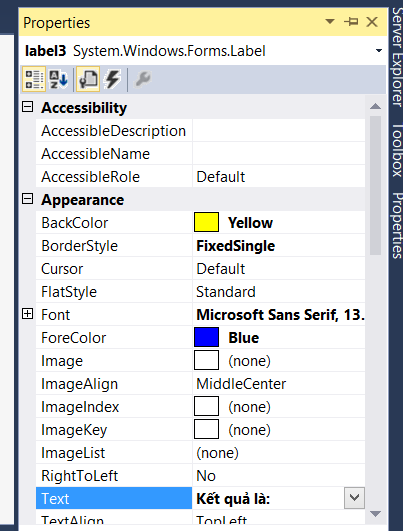 Properties
label3 System.Windows.Forms.Label
Accessibility
AccessibleDescription
AccessibleName
AccessibleRole Default
Appearance
BackColor Yellow
BorderStyle FixedSingle
Cursor Default
FlatStyle Standard
Font Microsoft Sans Serif, 13.
ForeColor Blue
Image (none)
ImageAlign MiddleCenter
ImageIndex (none)
ImageKey (none)
ImageList (none)
RightToLeft No
Text Kết quả là:
TextAlign TopLeft
Server Explorer
Toolbox
Properties